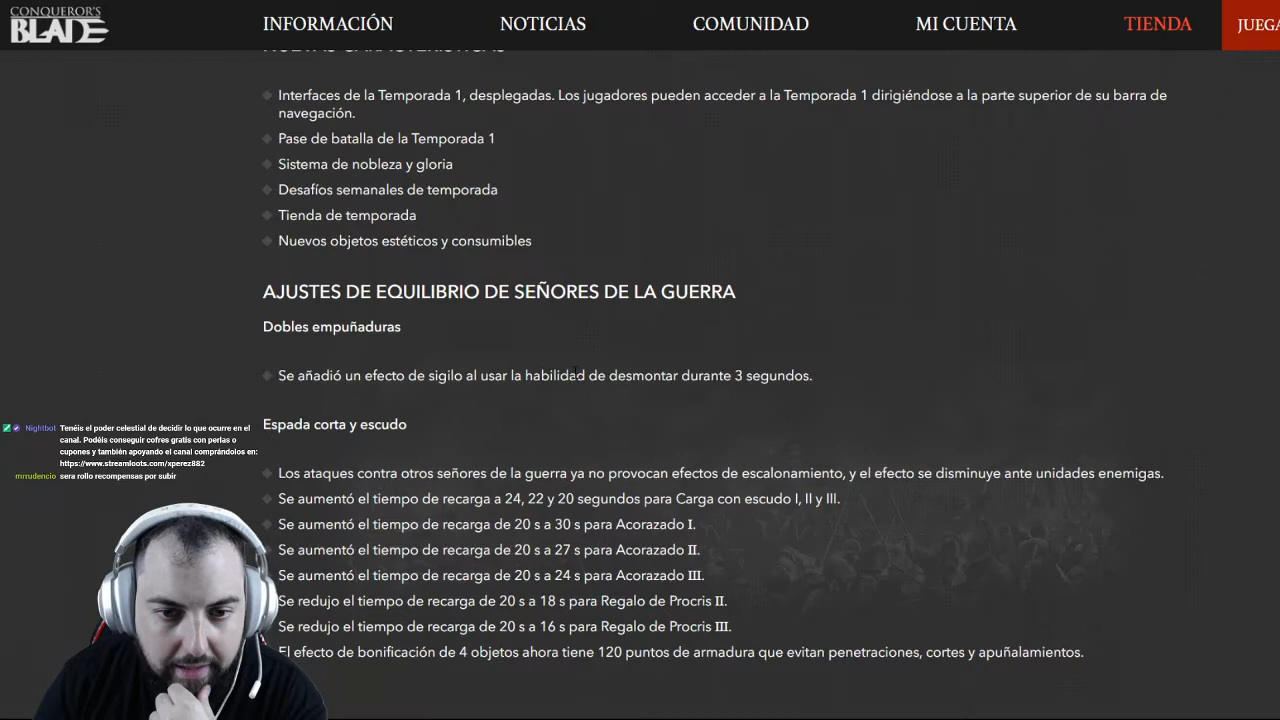 CONQUEROR'S
BLADE
INFORMACIÓN
NOTICIAS
COMUNIDAD
MI CUENTA
TIENDA
JUEGA
NUEVAS CARACTERÍSTICAS
Interfaces de la Temporada 1, desplegadas. Los jugadores pueden acceder a la Temporada 1 dirigiéndose a la parte superior de su barra de
navegación.
Pase de batalla de la Temporada 1
Sistema de nobleza y gloria
Desafíos semanales de temporada
Tienda de temporada
Nuevos objetos estéticos y consumibles
AJUSTES DE EQUILIBRIO DE SEÑORES DE LA GUERRA
Dobles empuñaduras
Se añadió un efecto de sigilo al usar la habilidad de desmontar durante 3 segundos.
Espada corta y escudo
Los ataques contra otros señores de la guerra ya no provocan efectos de escalonamiento, y el efecto se disminuye ante unidades enemigas.
Se aumentó el tiempo de recarga a 24, 22 y 20 segundos para Carga con escudo I, II y III.
Se aumentó el tiempo de recarga de 20 s a 30 s para Acorazado I.
Se aumentó el tiempo de recarga de 20 s a 27 s para Acorazado II.
Se aumentó el tiempo de recarga de 20 s a 24 s para Acorazado III.
Se redujo el tiempo de recarga de 20 s a 18 s para Regalo de Procris II.
Se redujo el tiempo de recarga de 20 s a 16 s para Regalo de Procris III.
El efecto de bonificación de 4 objetos ahora tiene 120 puntos de armadura que evitan penetraciones, cortes y apuñalamientos.
Nightbot Tenéis el poder celestial de decidir lo que ocurre en el
canal. Podéis conseguir cofres gratis con perlas o
cupones y también apoyando el canal comprándolos en:
https://www.streamloots.com/xperez882
mrrudencio sera rollo recompensas por subir